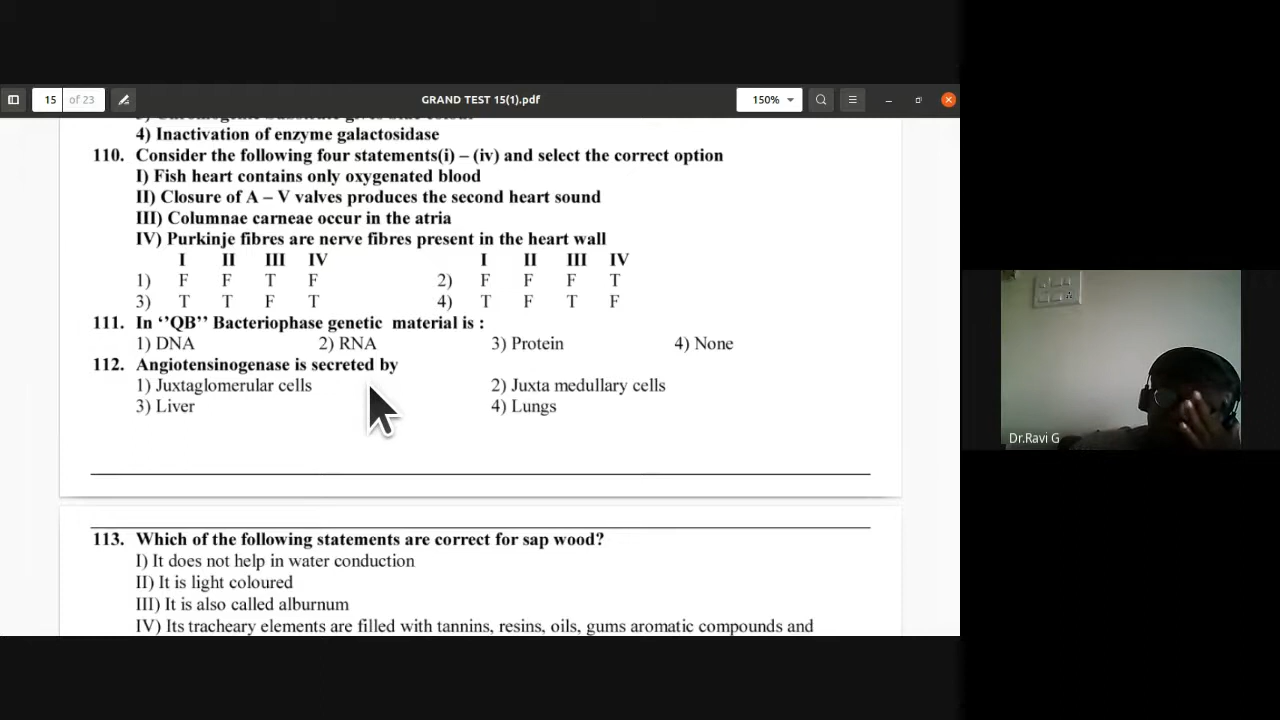 15 of 23
GRAND TEST 15(1).pdf
150%
4) Inactivation of enzyme galactosidase
110. Consider the following four statements(i) – (iv) and select the correct option
I) Fish heart contains only oxygenated blood
II) Closure of A – V valves produces the second heart sound
III) Columnae carneae occur in the atria
IV) Purkinje fibres are nerve fibres present in the heart wall
I II III IV I II III IV
1) F F T F 2) F F F T
3) T T F T 4) T F T F
111. In ‘’QB’’ Bacteriophase genetic material is :
1) DNA 2) RNA 3) Protein 4) None
112. Angiotensinogenase is secreted by
1) Juxtaglomerular cells 2) Juxta medullary cells
3) Liver 4) Lungs
113. Which of the following statements are correct for sap wood?
I) It does not help in water conduction
II) It is light coloured
III) It is also called alburnum
IV) Its tracheary elements are filled with tannins, resins, oils, gums aromatic compounds and
Dr.Ravi G